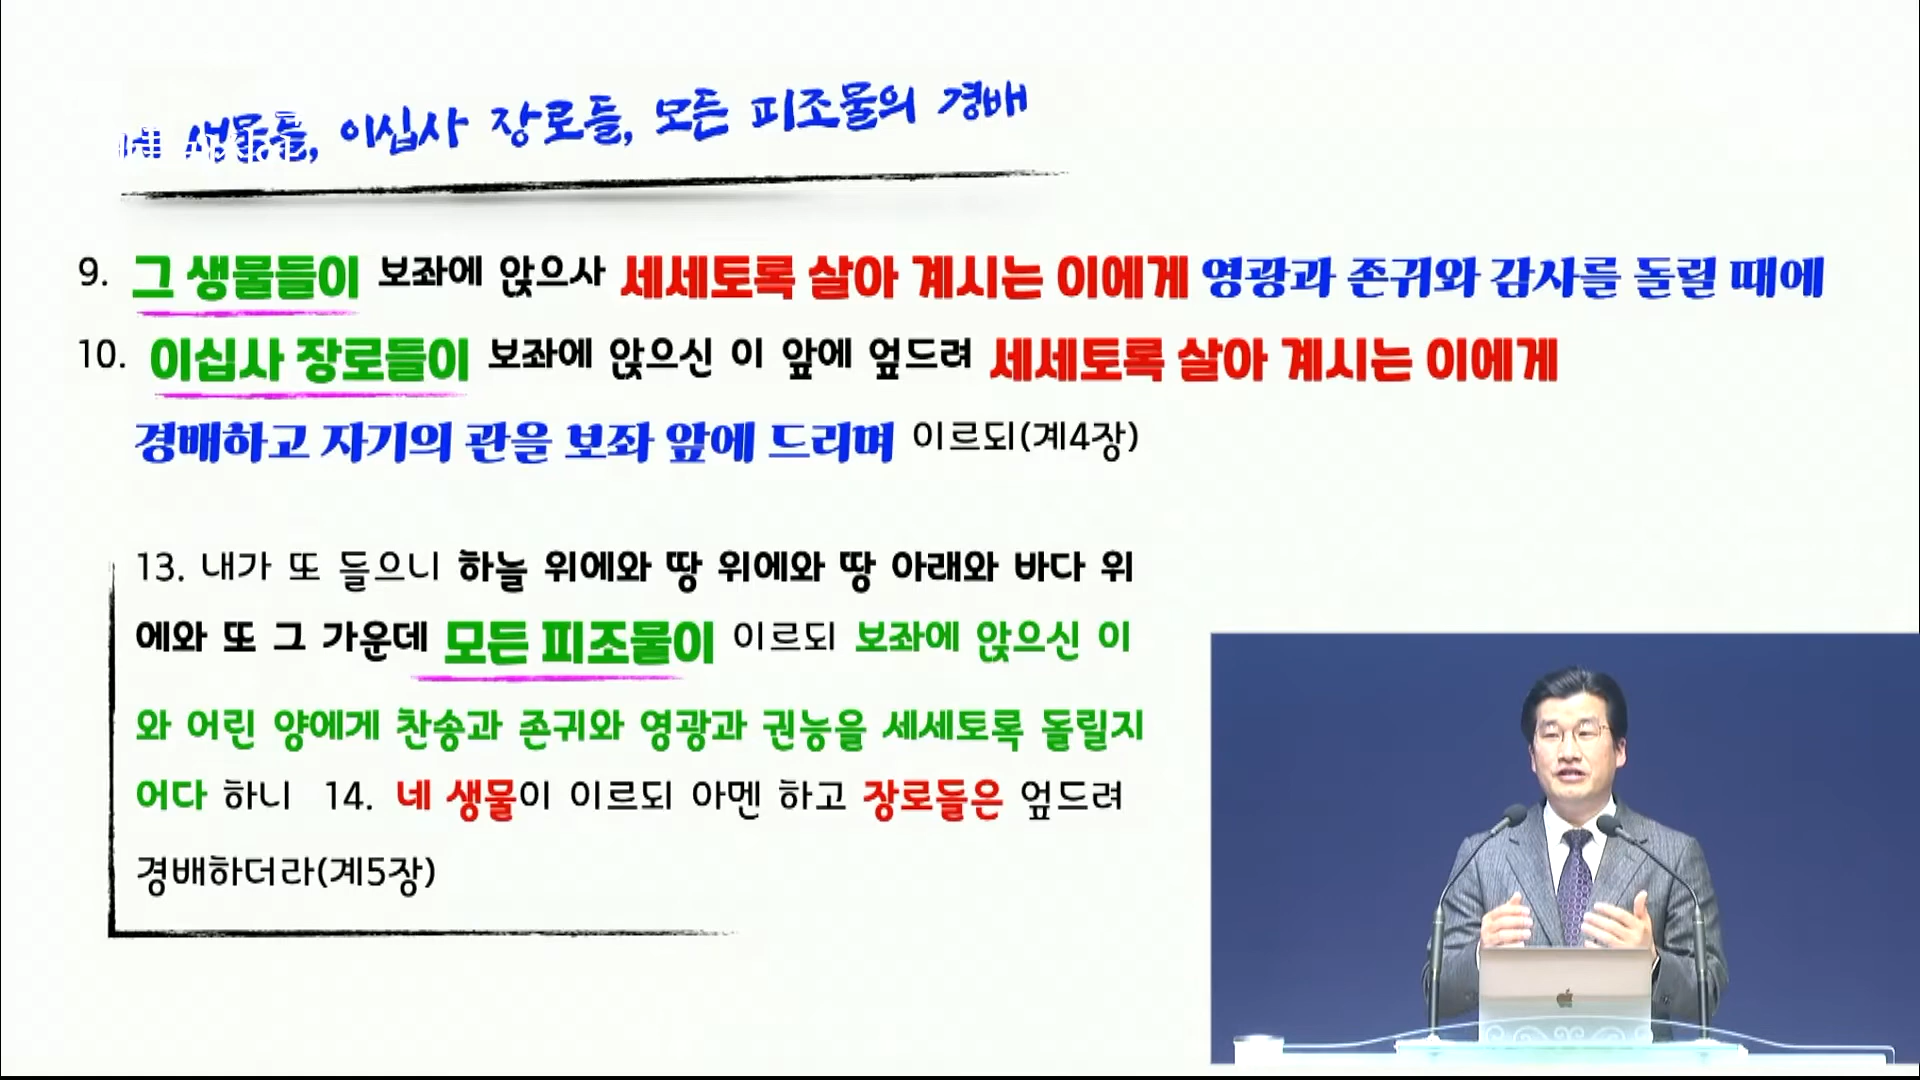 생물들, 이십사 장로들, 모든 피조물의 경배
9. 그 생물들이 보좌에 앉으사 세세토록 살아 계시는 이에게 영광과 존귀와 감사를 돌릴 때에
10. 이십사 장로들이 보좌에 앉으신 이 앞에 엎드려 세세토록 살아 계시는 이에게
경배하고 자기의 관을 보좌 앞에 드리며 이르되(계4장)
13. 내가 또 들으니 하늘 위에와 땅 위에와 땅 아래와 바다 위
에와 또 그 가운데 모든 피조물이 이르되 보좌에 앉으신 이
와 어린 양에게 찬송과 존귀와 영광과 권능을 세세토록 돌릴지
어다 하니 14. 네 생물이 이르되 아멘 하고 장로들은 엎드려
경배하더라(계5장)